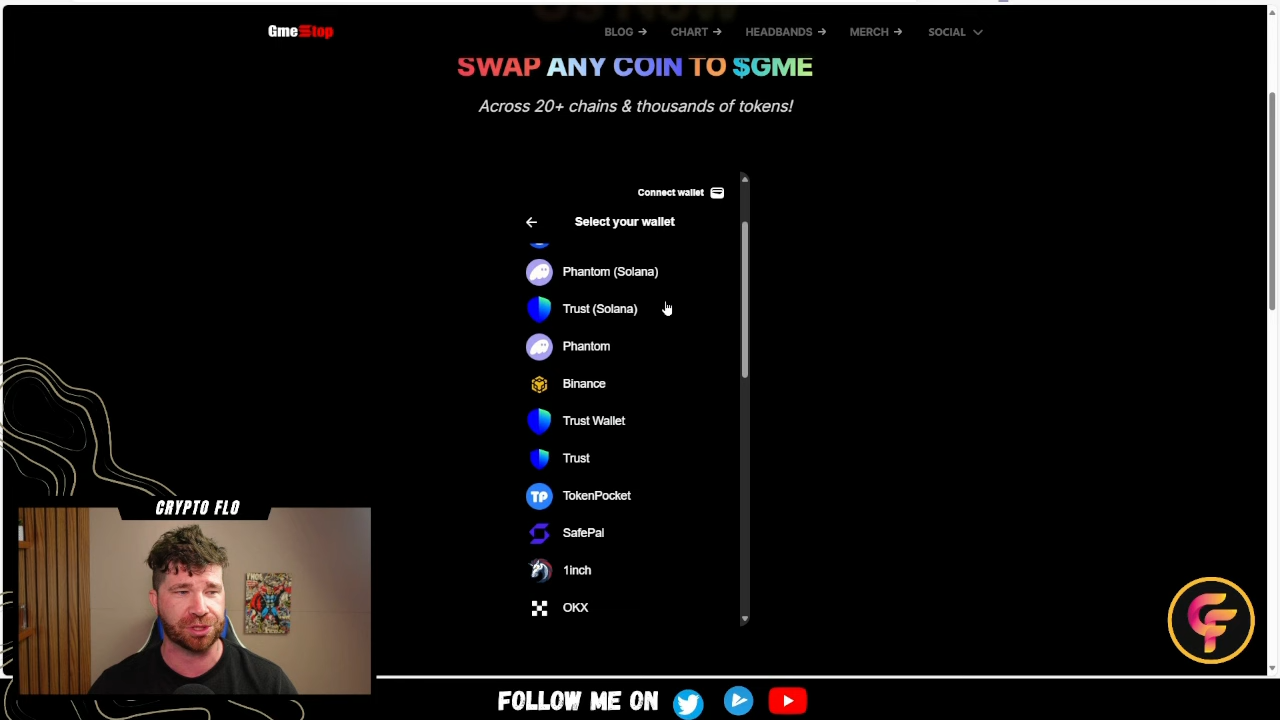 GmeStop
BLOG → CHART → HEADBANDS → MERCH → SOCIAL
SWAP ANY COIN TO $GME
Across 20+ chains & thousands of tokens!
Connect wallet
Select your wallet
Phantom (Solana)
Trust (Solana)
Phantom
Binance
Trust Wallet
Trust
TP TokenPocket
SafePal
1inch
OKX
CRYPTO FLO
FOLLOW ME ON